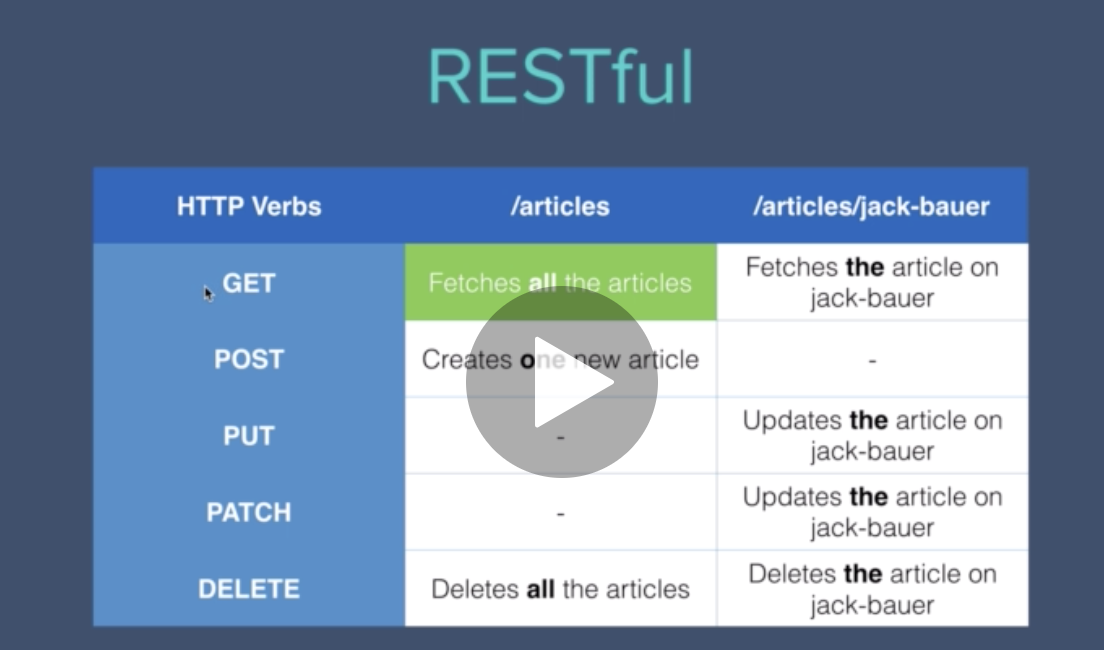 RESTful
HTTP Verbs
/articles
/articles/jack-bauer
GET
Fetches all the articles
Fetches the article on
jack-bauer
POST
Creates one new article
-
PUT
-
Updates the article on
jack-bauer
PATCH
-
Updates the article on
jack-bauer
DELETE
Deletes all the articles
Deletes the article on
jack-bauer